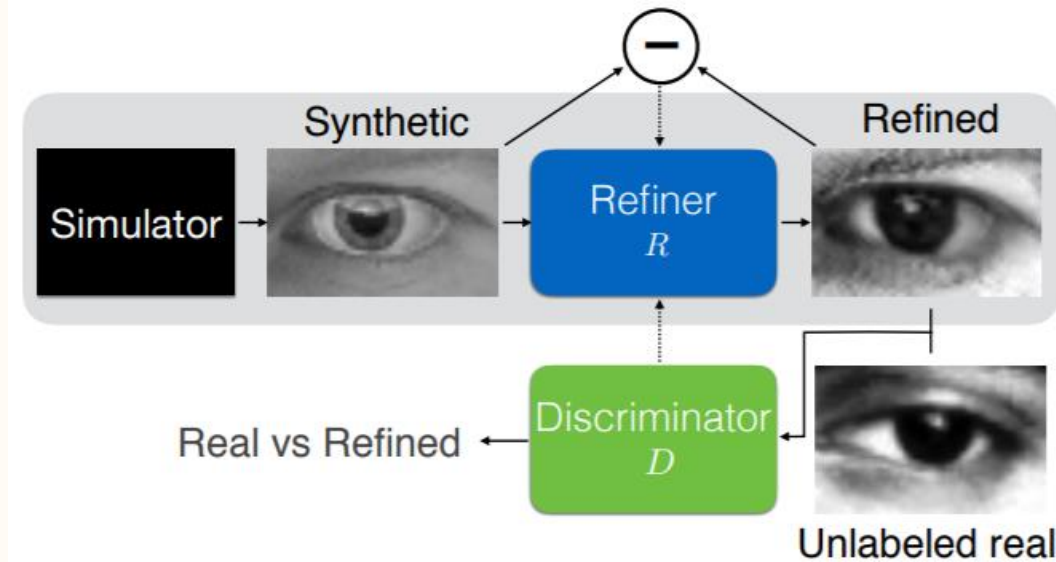 −
Synthetic
Refined
Simulator
Refiner
R
Discriminator
D
Real vs Refined
Unlabeled real